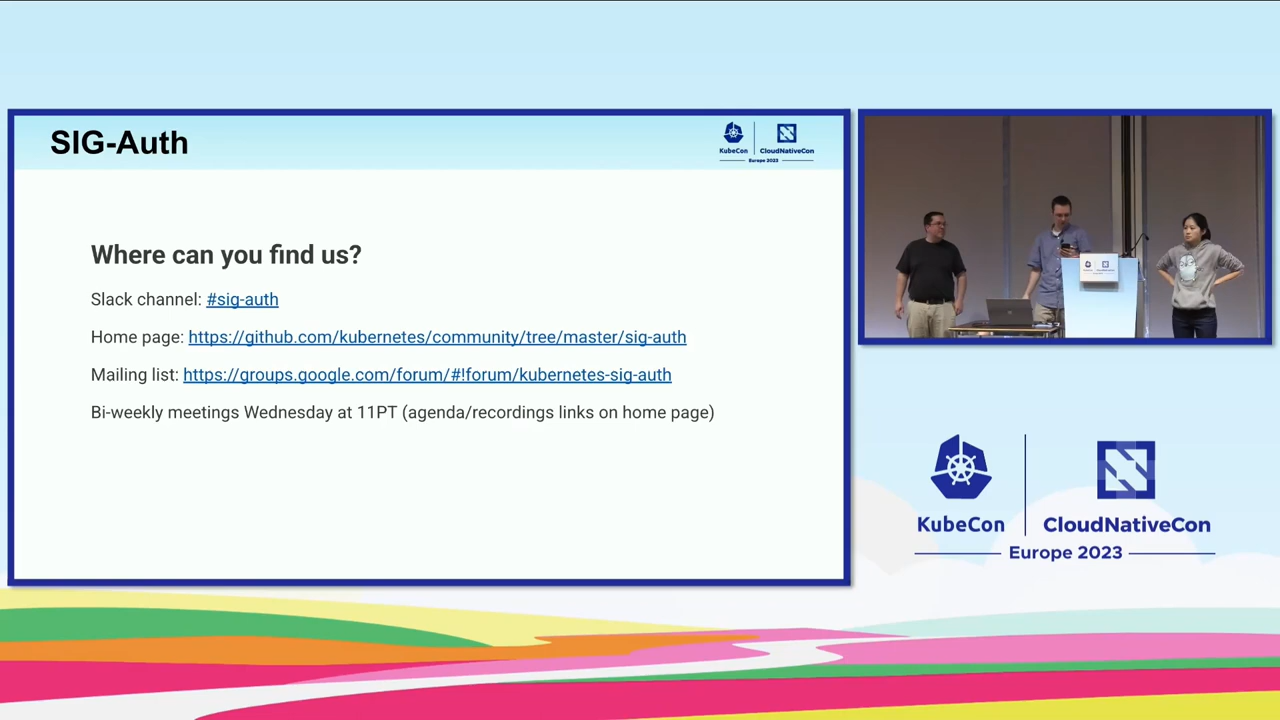 SIG-Auth
KubeCon
CloudNativeCon
Europe 2023
Where can you find us?
Slack channel: #sig-auth
Home page: https://github.com/kubernetes/community/tree/master/sig-auth
Mailing list: https://groups.google.com/forum/#!forum/kubernetes-sig-auth
Bi-weekly meetings Wednesday at 11PT (agenda/recordings links on home page)
KubeCon
CloudNativeCon
Europe 2023